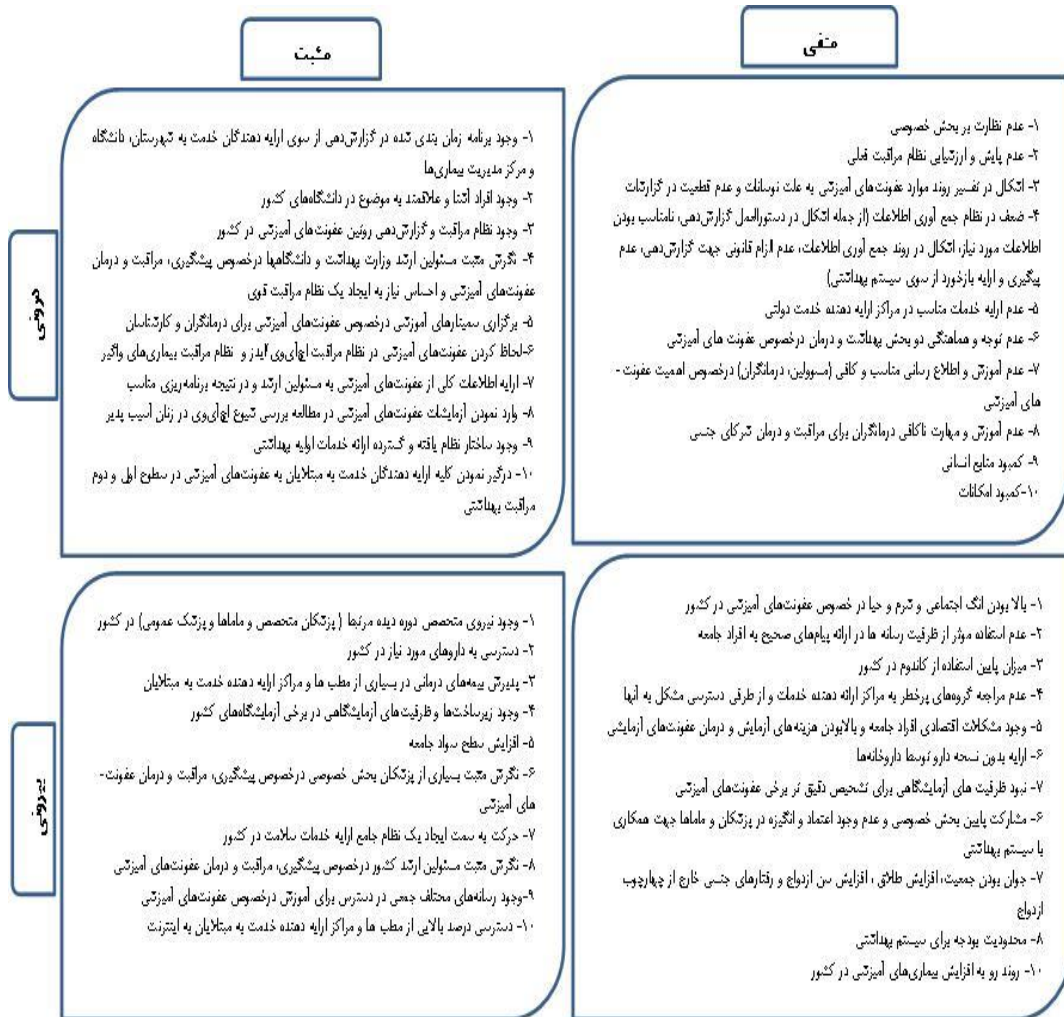 منفی
مثبت
درونی
۱- عدم نظارت بر بخش خصوصی
۲- عدم پایش و ارزشیابی نظام مراقبت فعلی
۳- اشکال در تفسیر روند موارد عفونت‌های آمیزشی به علت نوسانات و عدم قطعیت در گزارشات
۴- ضعف در نظام جمع آوری اطلاعات (از جمله اشکال در دستورالعمل گزارش‌دهی، نامناسب بودن
اطلاعات مورد نیاز، اشکال در روند جمع آوری اطلاعات، عدم الزام قانونی جهت گزارش‌دهی، عدم
پیگیری و ارایه بازخورد از سوی سیستم بهداشتی)
۵- عدم ارایه خدمات مناسب در مراکز ارایه دهنده خدمت دولتی
۶- عدم توجه و هماهنگی دو بخش بهداشت و درمان درخصوص عفونت های آمیزشی
۷- عدم آموزش و اطلاع رسانی مناسب و کافی (مسوولین، درمانگران) درخصوص اهمیت عفونت -
های آمیزشی
۸- عدم آموزش و مهارت ناکافی درمانگران برای مراقبت و درمان شرکای جنسی
۹- کمبود منابع انسانی
۱۰-کمبود امکانات
۱- وجود برنامه زمان بندی شده در گزارش‌دهی از سوی ارایه دهندگان خدمت به شهرستان، دانشگاه
و مرکز مدیریت بیماری‌ها
۲- وجود افراد آشنا و علاقمند به موضوع در دانشگاه‌های کشور
۳- وجود نظام مراقبت و گزارش‌دهی روتین عفونت‌های آمیزشی در کشور
۴- نگرش مثبت مسئولین ارشد وزارت بهداشت و دانشگاهها درخصوص پیشگیری، مراقبت و درمان
عفونت‌های آمیزشی و احساس نیاز به ایجاد یک نظام مراقبت قوی
۵- برگزاری سمینارهای آموزشی درخصوص عفونت‌های آمیزشی برای درمانگران و کارشناسان
۶-لحاظ کردن عفونت‌های آمیزشی در نظام مراقبت اچ‌آی‌وی/ایدز و نظام مراقبت بیماری‌های واگیر
۷- ارایه اطلاعات کلی از عفونت‌های آمیزشی به مسئولین ارشد و در نتیجه برنامه‌ریزی مناسب
۸- وارد نمودن آزمایشات عفونت‌های آمیزشی در مطالعه بررسی شیوع اچ‌آی‌وی در زنان آسیب پذیر
۹- وجود ساختار نظام یافته و گسترده ارائه خدمات اولیه بهداشتی
۱۰- درگیر نمودن کلیه ارایه دهندگان خدمت به مبتلایان به عفونت‌های آمیزشی در سطوح اول و دوم
مراقبت بهداشتی
بیرونی
۱- بالا بودن انگ اجتماعی و شرم و حیا در خصوص عفونت‌های آمیزشی در کشور
۲- عدم استفاده موثر از ظرفیت رسانه ها در ارائه پیام‌های صحیح به افراد جامعه
۳- میزان پایین استفاده از کاندوم در کشور
۴- عدم مراجعه گروه‌های پرخطر به مراکز ارائه دهنده خدمات و از طرفی دسترسی مشکل به آنها
۵- وجود مشکلات اقتصادی افراد جامعه و بالابودن هزینه‌های آزمایش و درمان عفونت‌های آزمایشی
۶- ارایه بدون نسخه دارو توسط داروخانه‌ها
۷- نبود ظرفیت های آزمایشگاهی برای تشخیص دقیق تر برخی عفونت‌های آمیزشی
۶- مشارکت پایین بخش خصوصی و عدم وجود اعتماد و انگیزه در پزشکان و ماماها جهت همکاری
با سیستم بهداشتی
۷- جوان بودن جمعیت، افزایش طلاق ، افزایش سن ازدواج و رفتارهای جنسی خارج از چهارچوب
ازدواج
۸- محدودیت بودجه برای سیستم بهداشتی
۱۰- روند رو به افزایش بیماری‌های آمیزشی در کشور
۱- وجود نیروی متخصص دوره دیده مرتبط ( پزشکان متخصص و ماماها و پزشک عمومی) در کشور
۲- دسترسی به داروهای مورد نیاز در کشور
۳- پذیرش بیمه‌های درمانی در بسیاری از مطب ها و مراکز ارایه دهنده خدمت به مبتلایان
۴- وجود زیرساخت‌ها و ظرفیت‌های آزمایشگاهی در برخی آزمایشگاه‌های کشور
۵- افزایش سطح سواد جامعه
۶- نگرش مثبت بسیاری از پزشکان بخش خصوصی درخصوص پیشگیری، مراقبت و درمان عفونت-
های آمیزشی
۷- حرکت به سمت ایجاد یک نظام جامع ارایه خدمات سلامت در کشور
۸- نگرش مثبت مسئولین ارشد کشور درخصوص پیشگیری، مراقبت و درمان عفونت‌های آمیزشی
۹-وجود رسانه‌های مختلف جمعی در دسترس برای آموزش درخصوص عفونت‌های آمیزشی
۱۰- دسترسی درصد بالایی از مطب ها و مراکز ارایه دهنده خدمت به مبتلایان به اینترنت